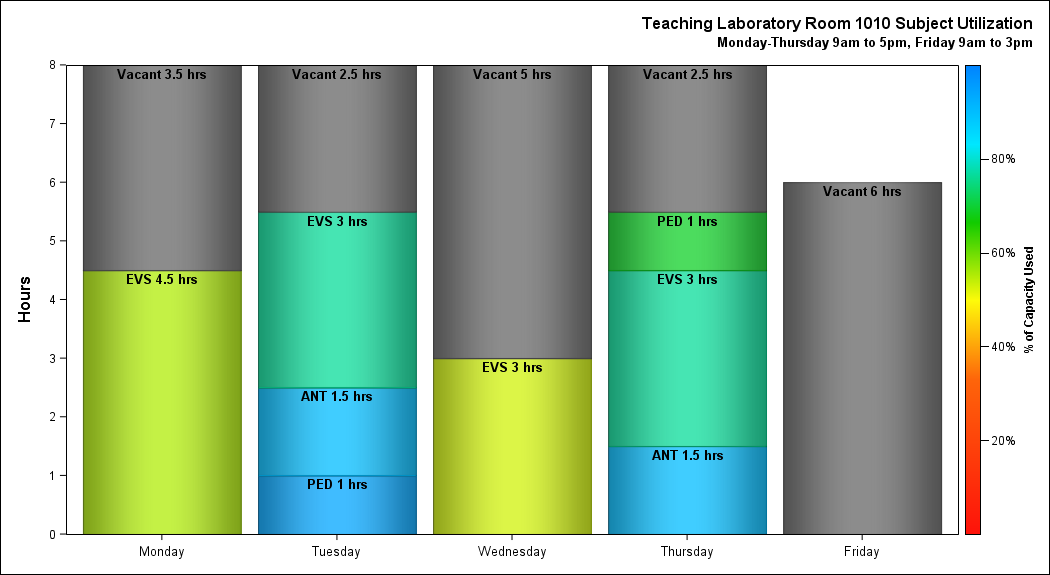 Teaching Laboratory Room 1010 Subject Utilization
Monday-Thursday 9am to 5pm, Friday 9am to 3pm
Hours
8
7
6
5
4
3
2
1
0
Vacant 3.5 hrs
EVS 4.5 hrs
Vacant 2.5 hrs
EVS 3 hrs
ANT 1.5 hrs
PED 1 hrs
Vacant 5 hrs
EVS 3 hrs
Vacant 2.5 hrs
PED 1 hrs
EVS 3 hrs
ANT 1.5 hrs
Vacant 6 hrs
Monday Tuesday Wednesday Thursday Friday
80%
60%
40%
20%
% of Capacity Used